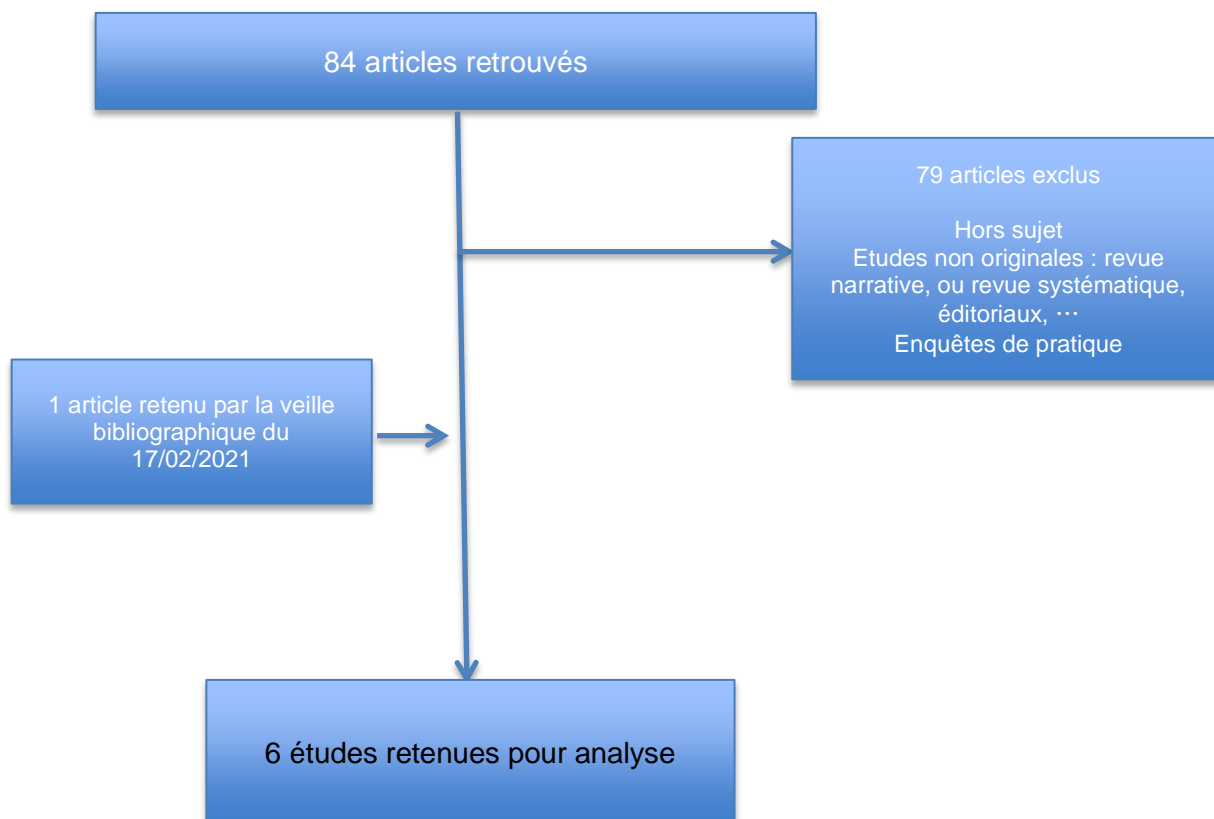 84 articles retrouvés
79 articles exclus
Hors sujet
Etudes non originales : revue
narrative, ou revue systématique,
éditoriaux, ⋯
Enquêtes de pratique
1 article retenu par la veille
bibliographique du
17/02/2021
6 études retenues pour analyse